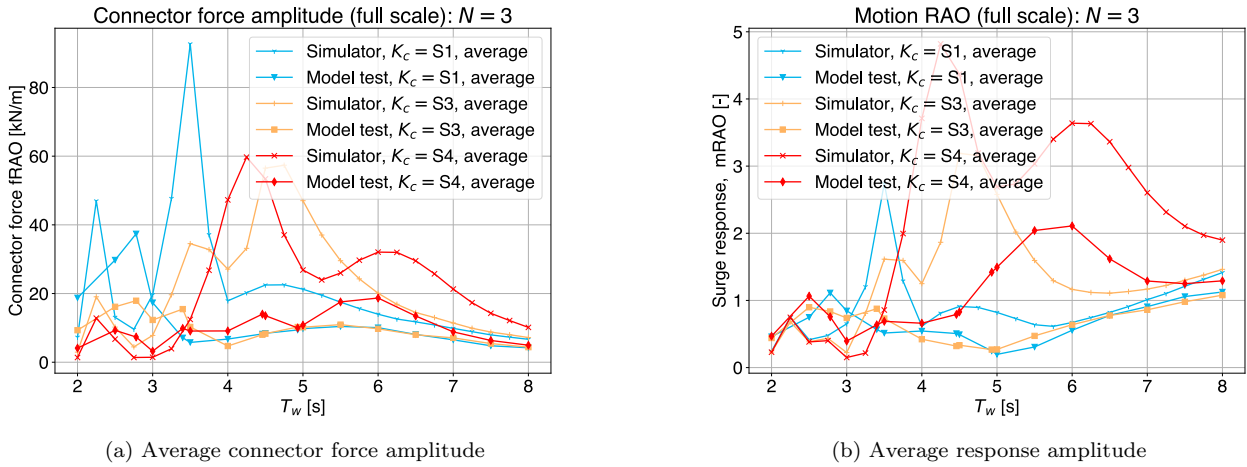 Connector force amplitude (full scale): N = 3
Connector force fRAO [kN/m]
80
60
40
20
0
Simulator, K_c = S1, average
Model test, K_c = S1, average
Simulator, K_c = S3, average
Model test, K_c = S3, average
Simulator, K_c = S4, average
Model test, K_c = S4, average
2 3 4 5 6 7 8
T_w [s]
(a) Average connector force amplitude
Motion RAO (full scale): N = 3
Surge response, mRAO [-]
5
4
3
2
1
0
Simulator, K_c = S1, average
Model test, K_c = S1, average
Simulator, K_c = S3, average
Model test, K_c = S3, average
Simulator, K_c = S4, average
Model test, K_c = S4, average
2 3 4 5 6 7 8
T_w [s]
(b) Average response amplitude